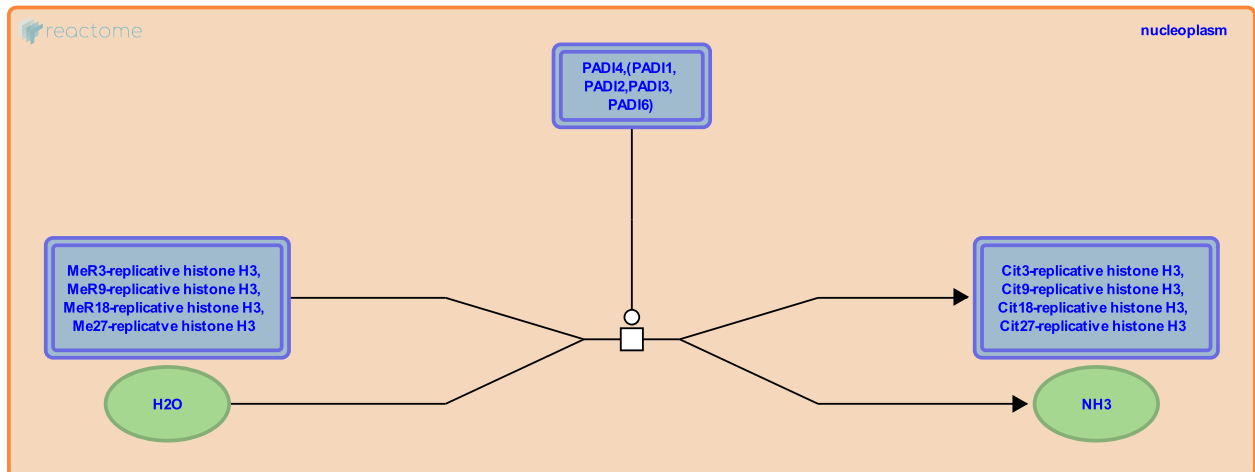 reactome
nucleoplasm
PADI4,(PADI1,
PADI2,PADI3,
PADI6)
MeR3-replicative histone H3,
MeR9-replicative histone H3,
MeR18-replicative histone H3,
Me27-replicatve histone H3
Cit3-replicative histone H3,
Cit9-replicative histone H3,
Cit18-replicative histone H3,
Cit27-replicative histone H3
H2O
NH3